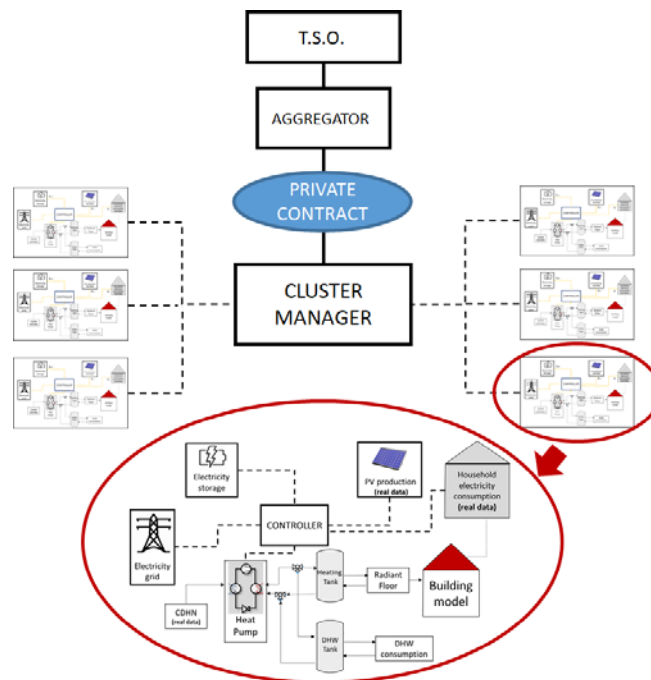 T.S.O.
AGGREGATOR
PRIVATE
CONTRACT
CLUSTER
MANAGER
Electricity
storage
PV production
(real data)
Household
electricity
consumption
(real data)
CONTROLLER
Electricity
grid
CDHN
(real data)
Heat
Pump
Heating
Tank
Radiant
Floor
Building
model
DHW
Tank
DHW
consumption